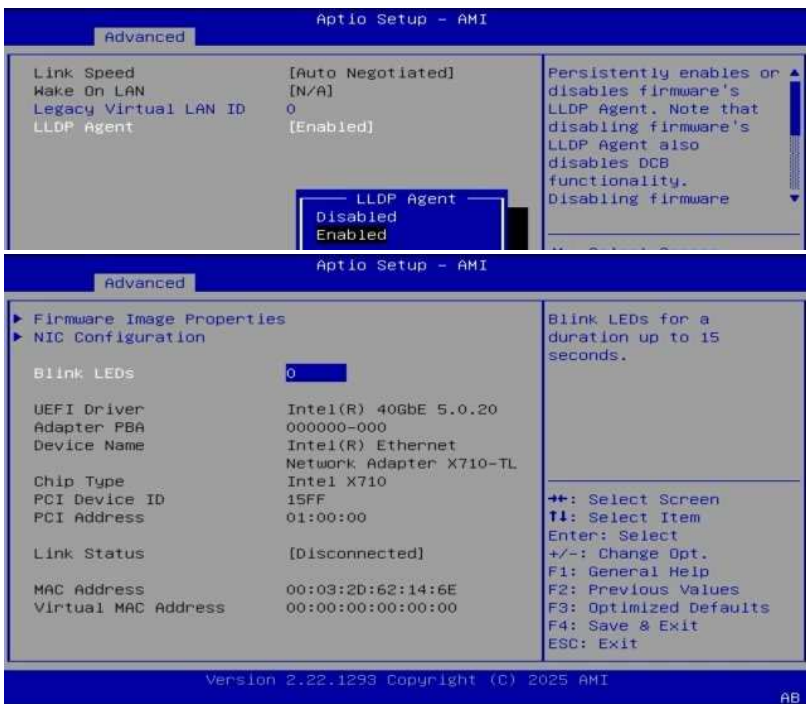 Aptio Setup - AMI
Advanced
Link Speed [Auto Negotiated]
Wake On LAN [N/A]
Legacy Virtual LAN ID 0
LLDP Agent [Enabled]
Persistently enables or
disables firmware's
LLDP Agent. Note that
disabling firmware's
LLDP Agent also
disables DCB
functionality.
Disabling firmware
LLDP Agent
Disabled
Enabled
Aptio Setup - AMI
Advanced
Firmware Image Properties
NIC Configuration
Blink LEDs 0
UEFI Driver Intel(R) 40GbE 5.0.20
Adapter PBA 000000-000
Device Name Intel(R) Ethernet
Network Adapter X710-TL
Chip Type Intel X710
PCI Device ID 15FF
PCI Address 01:00:00
Link Status [Disconnected]
MAC Address 00:03:2D:62:14:6E
Virtual MAC Address 00:00:00:00:00:00
Blink LEDs for a
duration up to 15
seconds.
→←: Select Screen
↑↓: Select Item
Enter: Select
+/-: Change Opt.
F1: General Help
F2: Previous Values
F3: Optimized Defaults
F4: Save & Exit
ESC: Exit
Version 2.22.1293 Copyright (C) 2025 AMI
AB